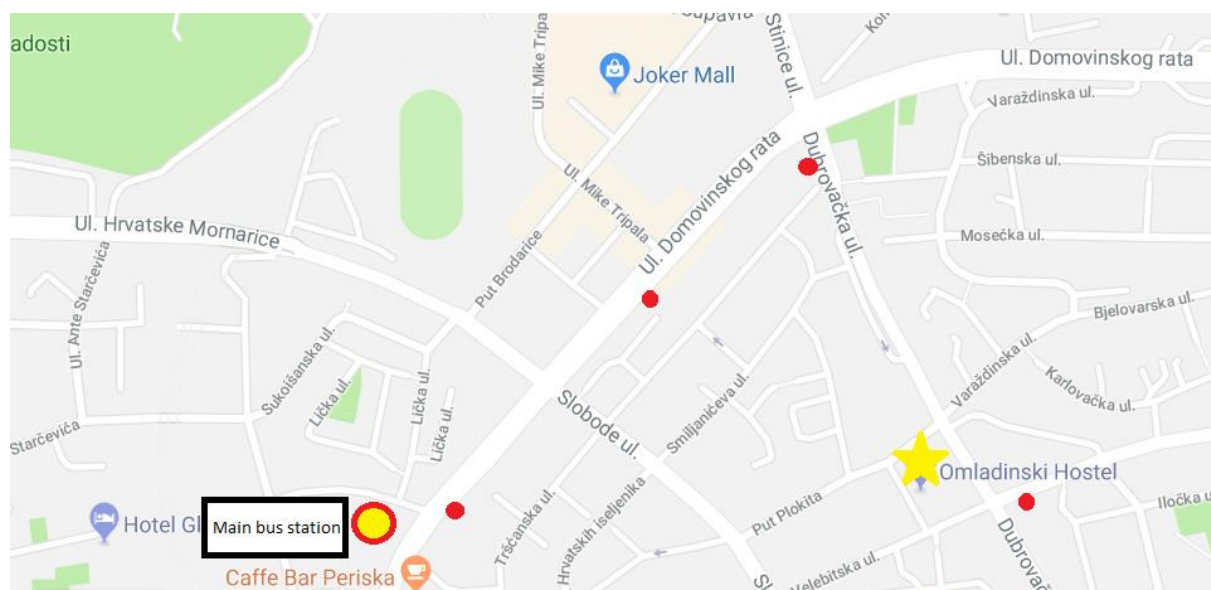 Supavla
Stinice ul.
adosti
Ul. Mike Tripa
Joker Mall
Ul. Domovinskog rata
Varaždinska ul.
Dubrovačka ul.
Šibenska ul.
Ul. Mike Tripala
Ul. Domovinskog rata
Ul. Hrvatske Mornarice
Mosećka ul.
Put Brodarice
Ul. Ante Starčevića
Bjelovarska ul.
Sukoišanska ul.
Lička ul.
Lička ul.
Lička ul.
Varaždinska ul.
Karlovačka ul.
Slobode ul.
Smiljanićeva ul.
Starčevića
Omladinski Hostel
Main bus station
Hotel Gl
Put Plokita
Iločka u
Tršćanska ul.
Hrvatskih iseljenika
Velebitska ul.
Dubrovač
Caffe Bar Periska